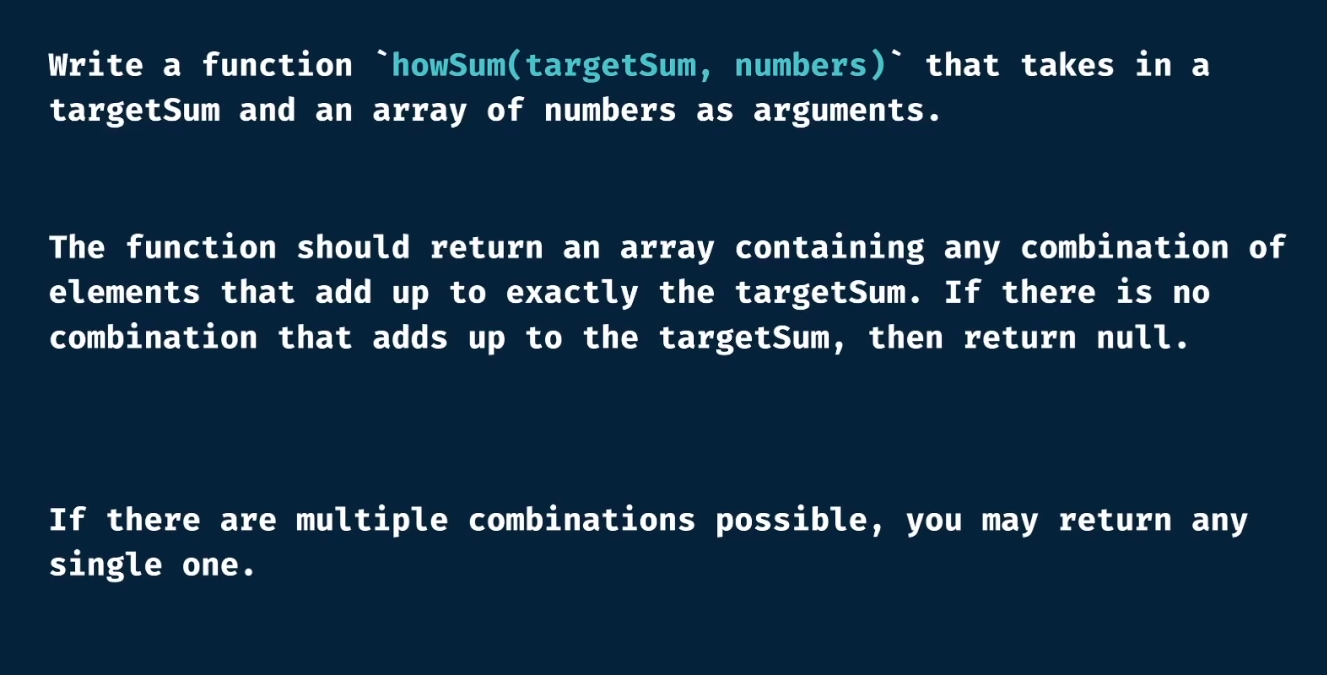 Write a function `howSum(targetSum, numbers)` that takes in a
targetSum and an array of numbers as arguments.
The function should return an array containing any combination of
elements that add up to exactly the targetSum. If there is no
combination that adds up to the targetSum, then return null.
If there are multiple combinations possible, you may return any
single one.